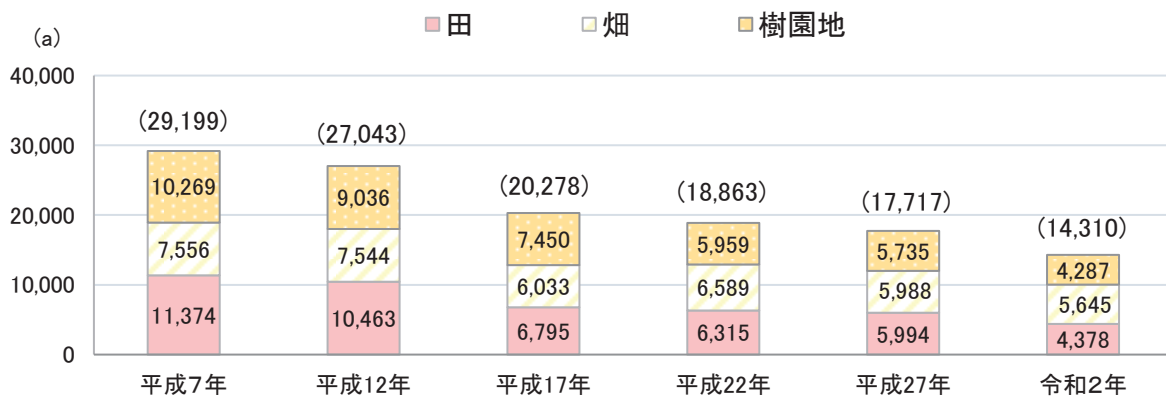 田 畑 樹園地
(a)
40,000
30,000
20,000
10,000
0
(29,199) (27,043) (20,278) (18,863) (17,717) (14,310)
10,269 9,036 7,450 5,959 5,735 4,287
7,556 7,544 6,033 6,589 5,988 5,645
11,374 10,463 6,795 6,315 5,994 4,378
平成7年 平成12年 平成17年 平成22年 平成27年 令和2年